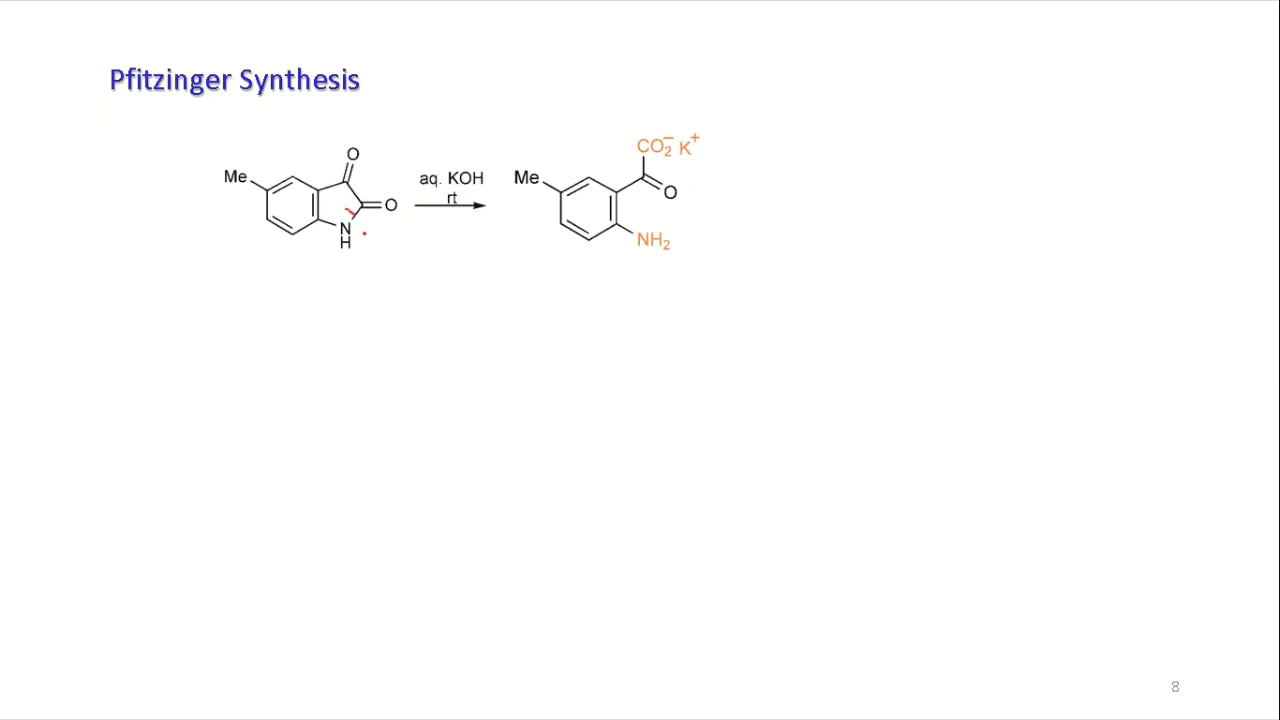 Pfitzinger Synthesis
O
Me
O
N
H
aq. KOH
rt
CO2− K+
Me
O
NH2
8